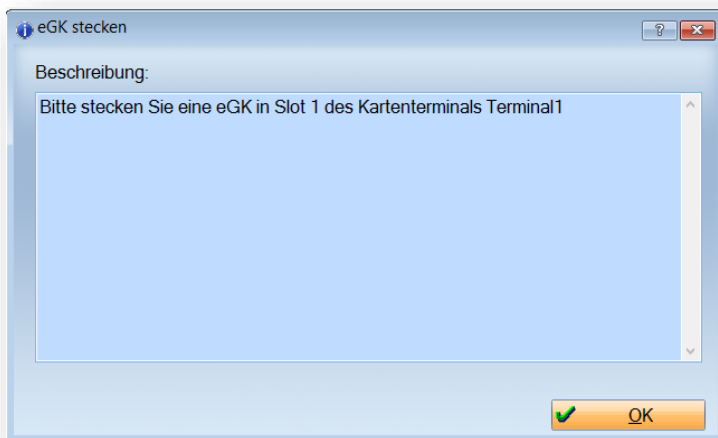 eGK stecken
Beschreibung:
Bitte stecken Sie eine eGK in Slot 1 des Kartenterminals Terminal1
OK